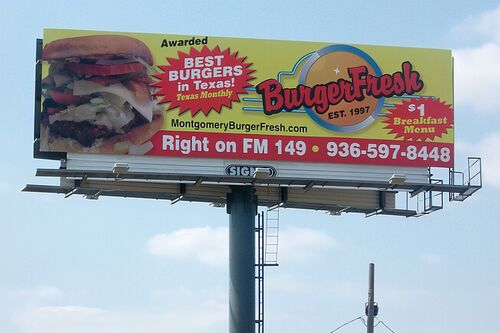 Awarded
BEST
BURGERS
in Texas!
Texas Monthly
BurgerFresh
EST. 1997
MontgomeryBurgerFresh.com
$1
Breakfast
Menu
Right on FM 149 • 936-597-8448